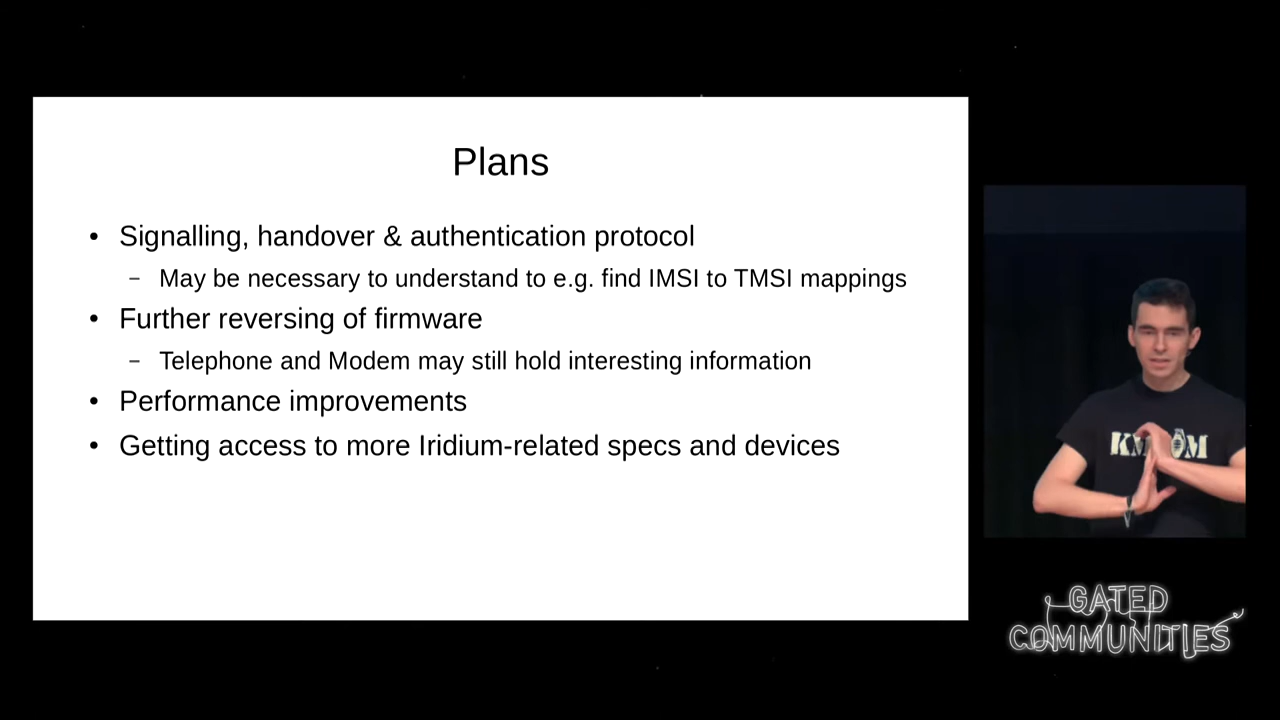 Plans
• Signalling, handover & authentication protocol
– May be necessary to understand to e.g. find IMSI to TMSI mappings
• Further reversing of firmware
– Telephone and Modem may still hold interesting information
• Performance improvements
• Getting access to more Iridium-related specs and devices
GATED
COMMUNITIES